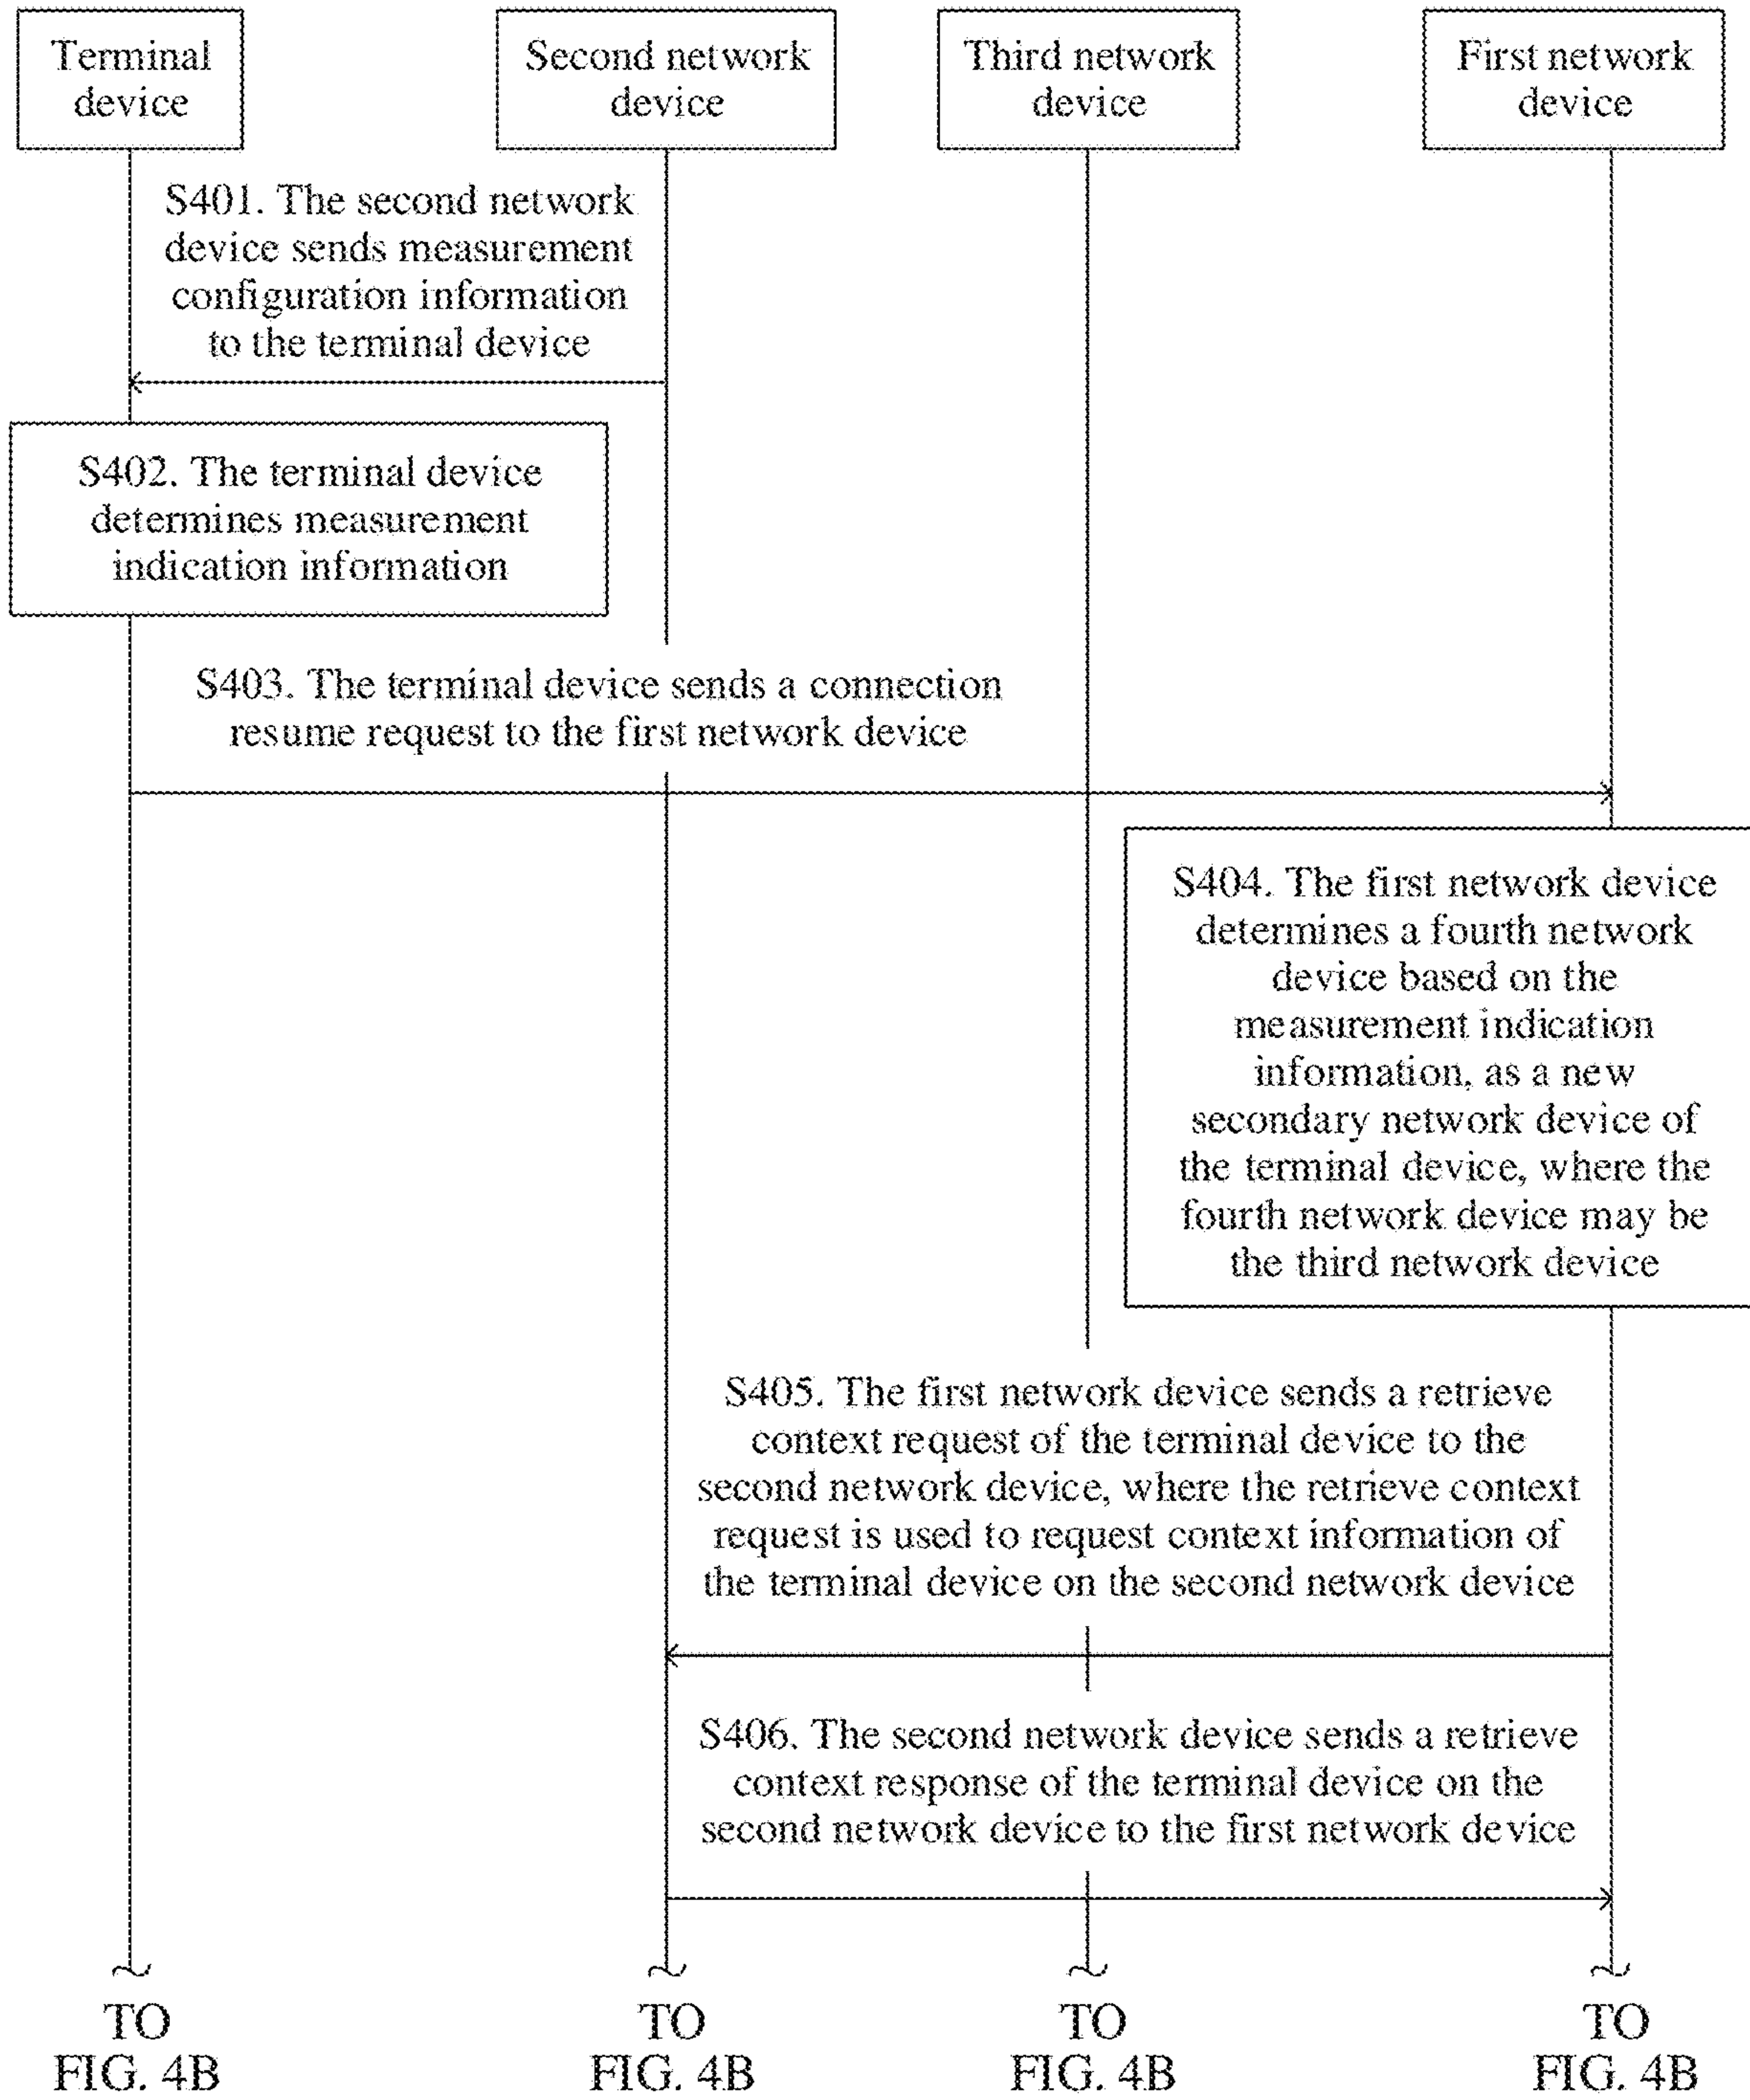 Terminal
device
Second network
device
Third network
device
First network
device
S401. The second network
device sends measurement
configuration information
to the terminal device
S402. The terminal device
determines measurement
indication information
S403. The terminal device sends a connection
resume request to the first network device
S404. The first network device
determines a fourth network
device based on the
measurement indication
information, as a new
secondary network device of
the terminal device, where the
fourth network device may be
the third network device
S405. The first network device sends a retrieve
context request of the terminal device to the
second network device, where the retrieve context
request is used to request context information of
the terminal device on the second network device
S406. The second network device sends a retrieve
context response of the terminal device on the
second network device to the first network device
TO
FIG. 4B
TO
FIG. 4B
TO
FIG. 4B
TO
FIG. 4B